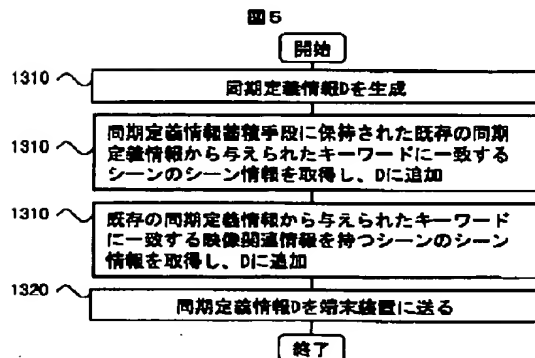 図5
開始
1310
同期定義情報Dを生成
1310
同期定義情報蓄積手段に保持された既存の同期
定義情報から与えられたキーワードに一致する
シーンのシーン情報を取得し、Dに追加
1310
既存の同期定義情報から与えられたキーワード
に一致する映像関連情報を持つシーンのシーン
情報を取得し、Dに追加
1320
同期定義情報Dを端末装置に送る
終了